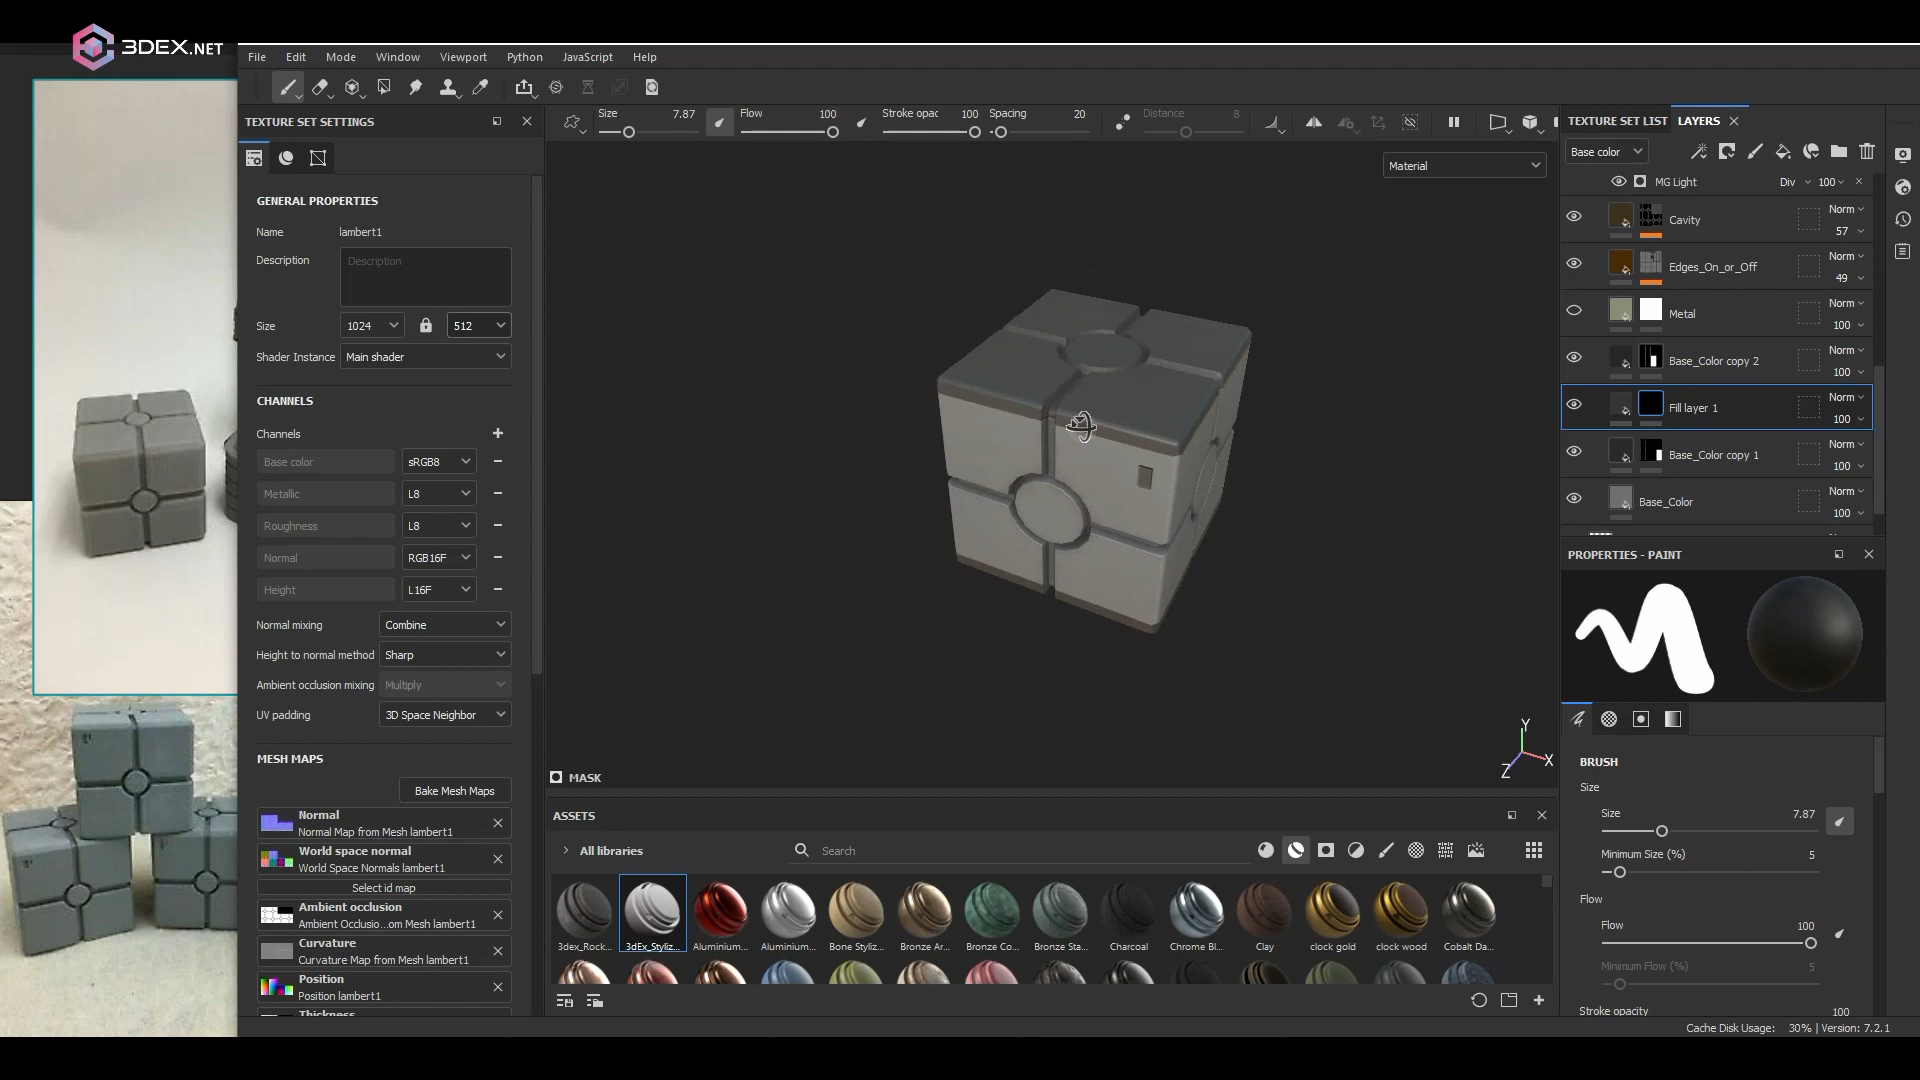 3DEX.NET
File Edit Mode Window Viewport Python JavaScript Help
TEXTURE SET SETTINGS
Size 7.87 Flow 100 Stroke opac 100 Spacing 20 Distance 8
TEXTURE SET LIST LAYERS
GENERAL PROPERTIES
Name lambert1
Description Description
Size 1024 512
Shader Instance Main shader
CHANNELS
Channels
Base color sRGB8
Metallic L8
Roughness L8
Normal RGB16F
Height L16F
Normal mixing Combine
Height to normal method Sharp
Ambient occlusion mixing Multiply
UV padding 3D Space Neighbor
MESH MAPS
Bake Mesh Maps
Normal
Normal Map from Mesh lambert1
World space normal
World Space Normals lambert1
Select id map
Ambient occlusion
Ambient Occlusio...om Mesh lambert1
Curvature
Curvature Map from Mesh lambert1
Position
Position lambert1
Thickness
Material
Y
X
Z
MASK
ASSETS
All libraries Search
3dex_Rock... 3dEx_Styliz... Aluminium... Aluminium... Bone Styliz... Bronze Ar... Bronze Co... Bronze Sta... Charcoal Chrome Bl... Clay clock gold clock wood Cobalt Da...
Base color
MG Light Div 100
Cavity Norm
57
Edges_On_or_Off Norm
49
Metal Norm
100
Base_Color copy 2 Norm
100
Fill layer 1 Norm
100
Base_Color copy 1 Norm
100
Base_Color Norm
100
PROPERTIES - PAINT
BRUSH
Size
Size 7.87
Minimum Size (%) 5
Flow
Flow 100
Minimum Flow (%) 5
Stroke opacity 100
Cache Disk Usage: 30% | Version: 7.2.1